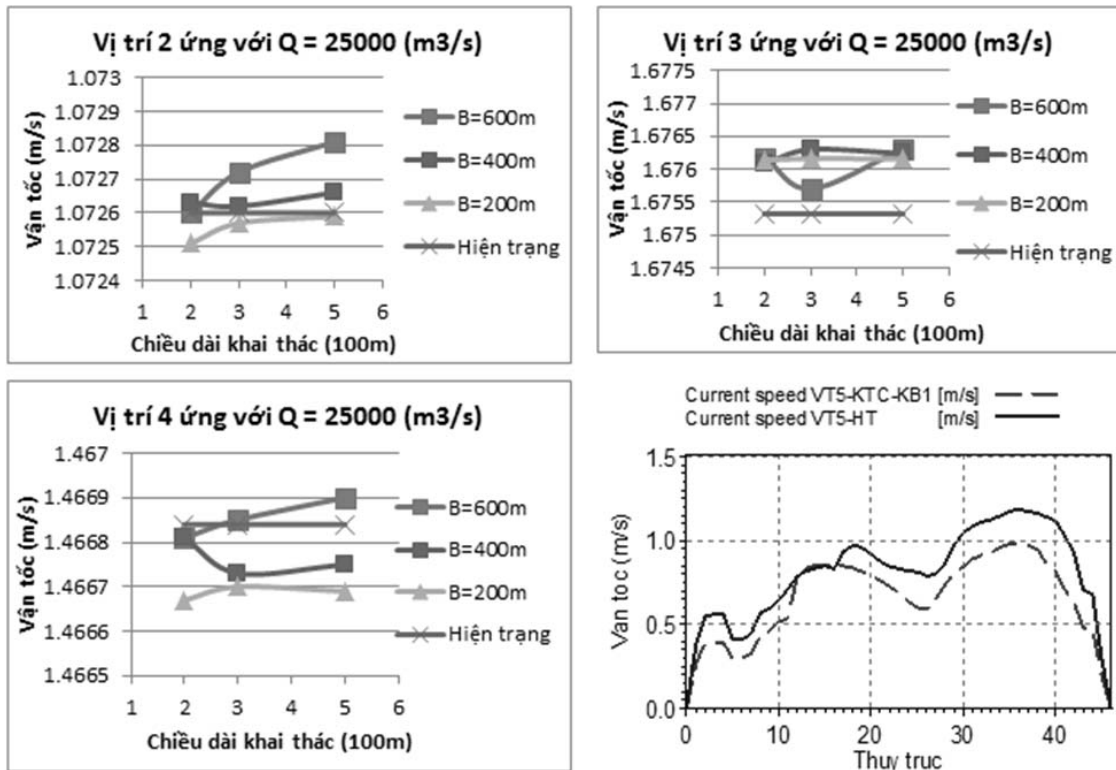 Vị trí 2 ứng với Q = 25000 (m3/s)
Vận tốc (m/s)
1.073
1.0729
1.0728
1.0727
1.0726
1.0725
1.0724
1 2 3 4 5 6
Chiều dài khai thác (100m)
B=600m
B=400m
B=200m
Hiện trạng
Vị trí 3 ứng với Q = 25000 (m3/s)
Vận tốc (m/s)
1.6775
1.677
1.6765
1.676
1.6755
1.675
1.6745
1 2 3 4 5 6
Chiều dài khai thác (100m)
B=600m
B=400m
B=200m
Hiện trạng
Vị trí 4 ứng với Q = 25000 (m3/s)
Vận tốc (m/s)
1.467
1.4669
1.4668
1.4667
1.4666
1.4665
1 2 3 4 5 6
Chiều dài khai thác (100m)
B=600m
B=400m
B=200m
Hiện trạng
Current speed VT5-KTC-KB1 [m/s]
Current speed VT5-HT [m/s]
Van toc (m/s)
1.5
1.0
0.5
0.0
0 10 20 30 40
Thuy truc